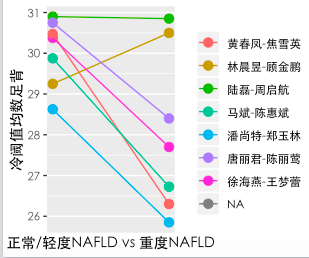 冷阈值均数足背
31
30
29
28
27
26
正常/轻度NAFLD vs 重度NAFLD
黄春凤-焦雪英
林晨昱-顾金鹏
陆磊-周启航
马斌-陈惠斌
潘尚特-郑玉林
唐丽君-陈丽莺
徐海燕-王梦蕾
NA